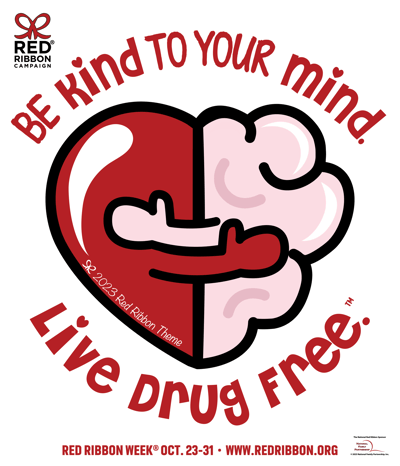 RED®
RIBBON
CAMPAIGN
BE Kind TO YOUR mind.
2023 Red Ribbon Theme
Live Drug Free.™
RED RIBBON WEEK® OCT. 23-31 • WWW.REDRIBBON.ORG